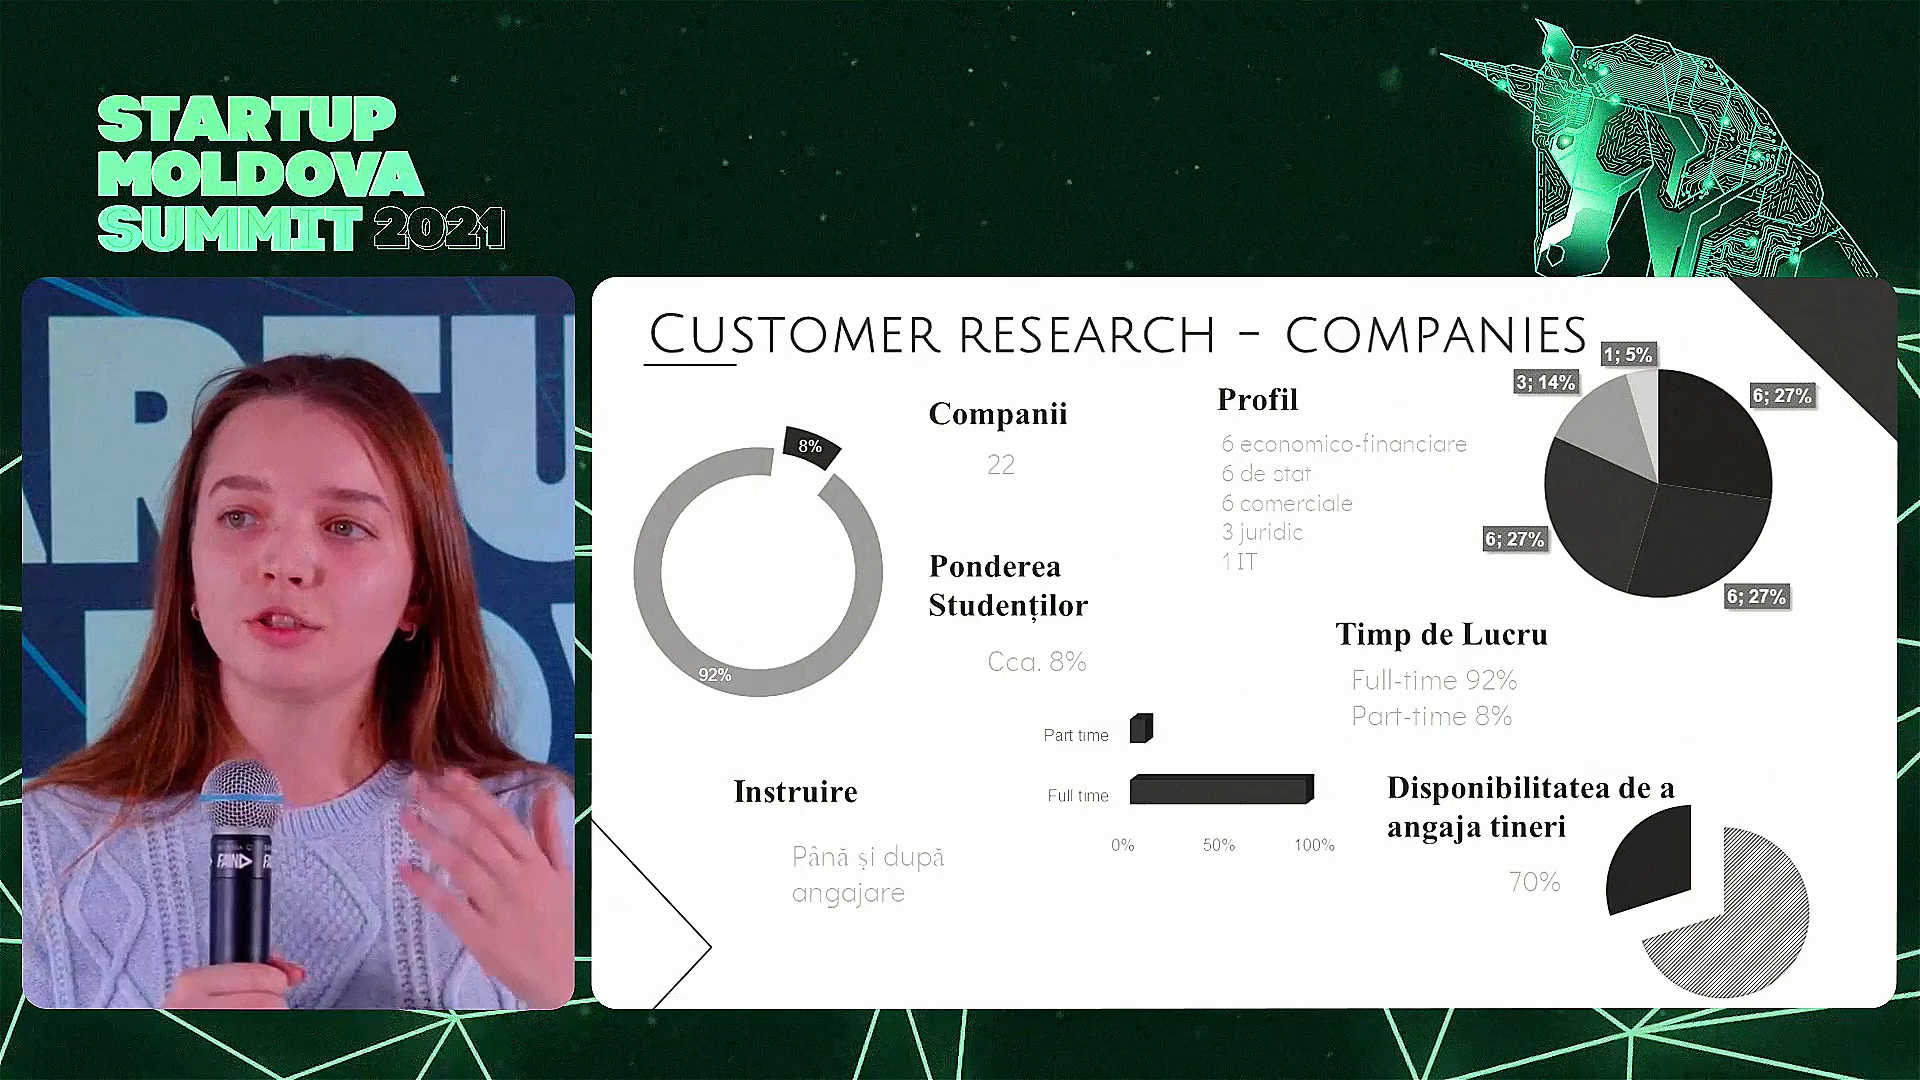 STARTUP
MOLDOVA
SUMMIT 2021
CUSTOMER RESEARCH - COMPANIES
8%
92%
Companii
22
Ponderea
Studenților
Cca. 8%
Profil
6 economico-financiare
6 de stat
6 comerciale
3 juridic
1 IT
1; 5%
3; 14%
6; 27%
6; 27%
6; 27%
Timp de Lucru
Full-time 92%
Part-time 8%
Part time
Full time
0% 50% 100%
Instruire
Până și după
angajare
Disponibilitatea de a
angaja tineri
70%